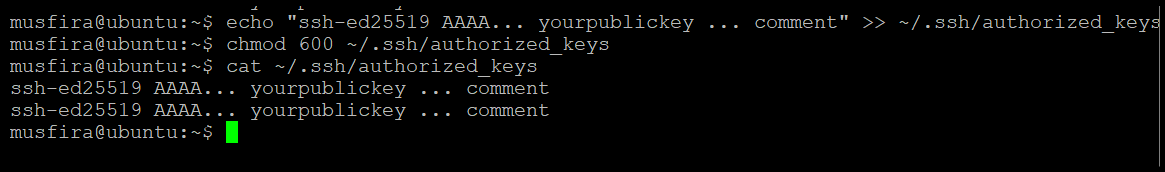 musfira@ubuntu:~$ echo "ssh-ed25519 AAAA... yourpublickey ... comment" >> ~/.ssh/authorized_keys
musfira@ubuntu:~$ chmod 600 ~/.ssh/authorized_keys
musfira@ubuntu:~$ cat ~/.ssh/authorized_keys
ssh-ed25519 AAAA... yourpublickey ... comment
ssh-ed25519 AAAA... yourpublickey ... comment
musfira@ubuntu:~$